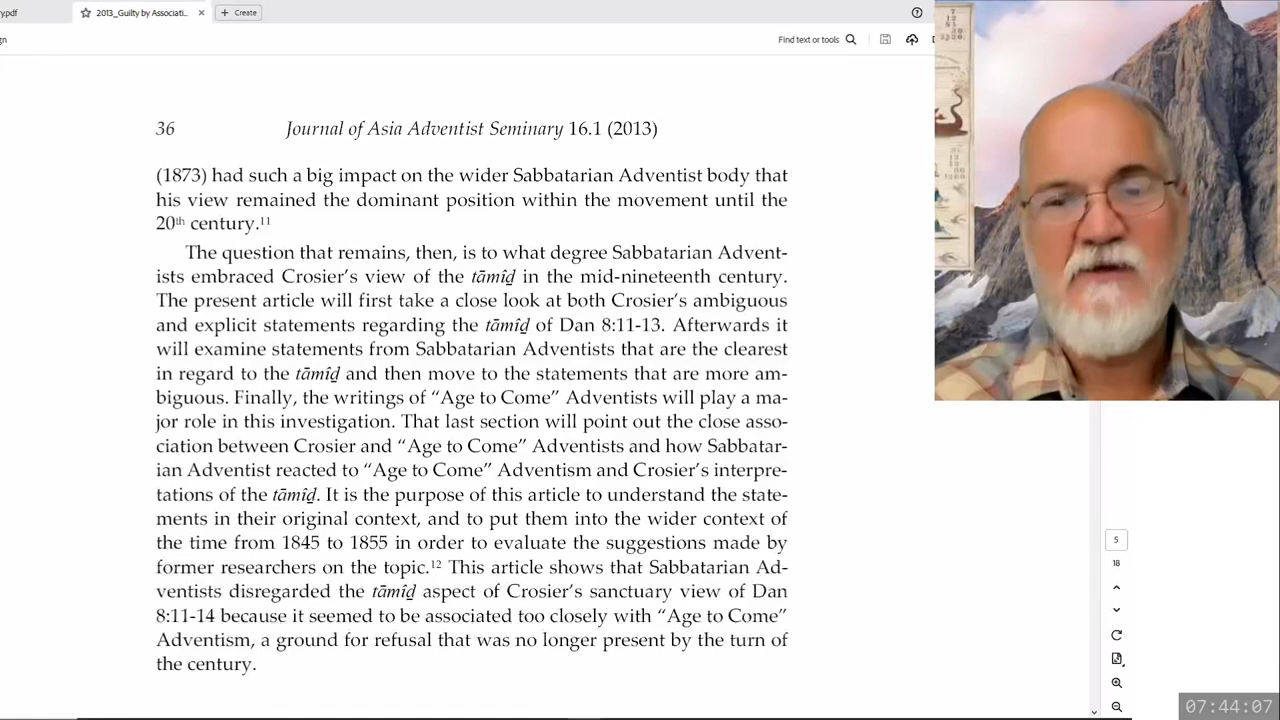 y.pdf
2013_Guilty by Associati...
Create
gn
Find text or tools
36 Journal of Asia Adventist Seminary 16.1 (2013)
(1873) had such a big impact on the wider Sabbatarian Adventist body that
his view remained the dominant position within the movement until the
20th century.11
The question that remains, then, is to what degree Sabbatarian Advent-
ists embraced Crosier’s view of the tāmîḏ in the mid-nineteenth century.
The present article will first take a close look at both Crosier’s ambiguous
and explicit statements regarding the tāmîḏ of Dan 8:11-13. Afterwards it
will examine statements from Sabbatarian Adventists that are the clearest
in regard to the tāmîḏ and then move to the statements that are more am-
biguous. Finally, the writings of “Age to Come” Adventists will play a ma-
jor role in this investigation. That last section will point out the close asso-
ciation between Crosier and “Age to Come” Adventists and how Sabbatar-
ian Adventist reacted to “Age to Come” Adventism and Crosier’s interpre-
tations of the tāmîḏ. It is the purpose of this article to understand the state-
ments in their original context, and to put them into the wider context of
the time from 1845 to 1855 in order to evaluate the suggestions made by
former researchers on the topic.12 This article shows that Sabbatarian Ad-
ventists disregarded the tāmîḏ aspect of Crosier’s sanctuary view of Dan
8:11-14 because it seemed to be associated too closely with “Age to Come”
Adventism, a ground for refusal that was no longer present by the turn of
the century.
5
18
07:44:07